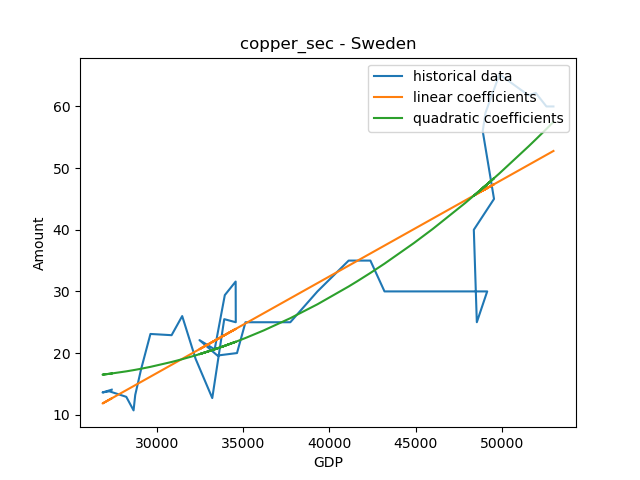 copper_sec - Sweden
historical data
linear coefficients
quadratic coefficients
Amount
60
50
40
30
20
10
30000 35000 40000 45000 50000
GDP